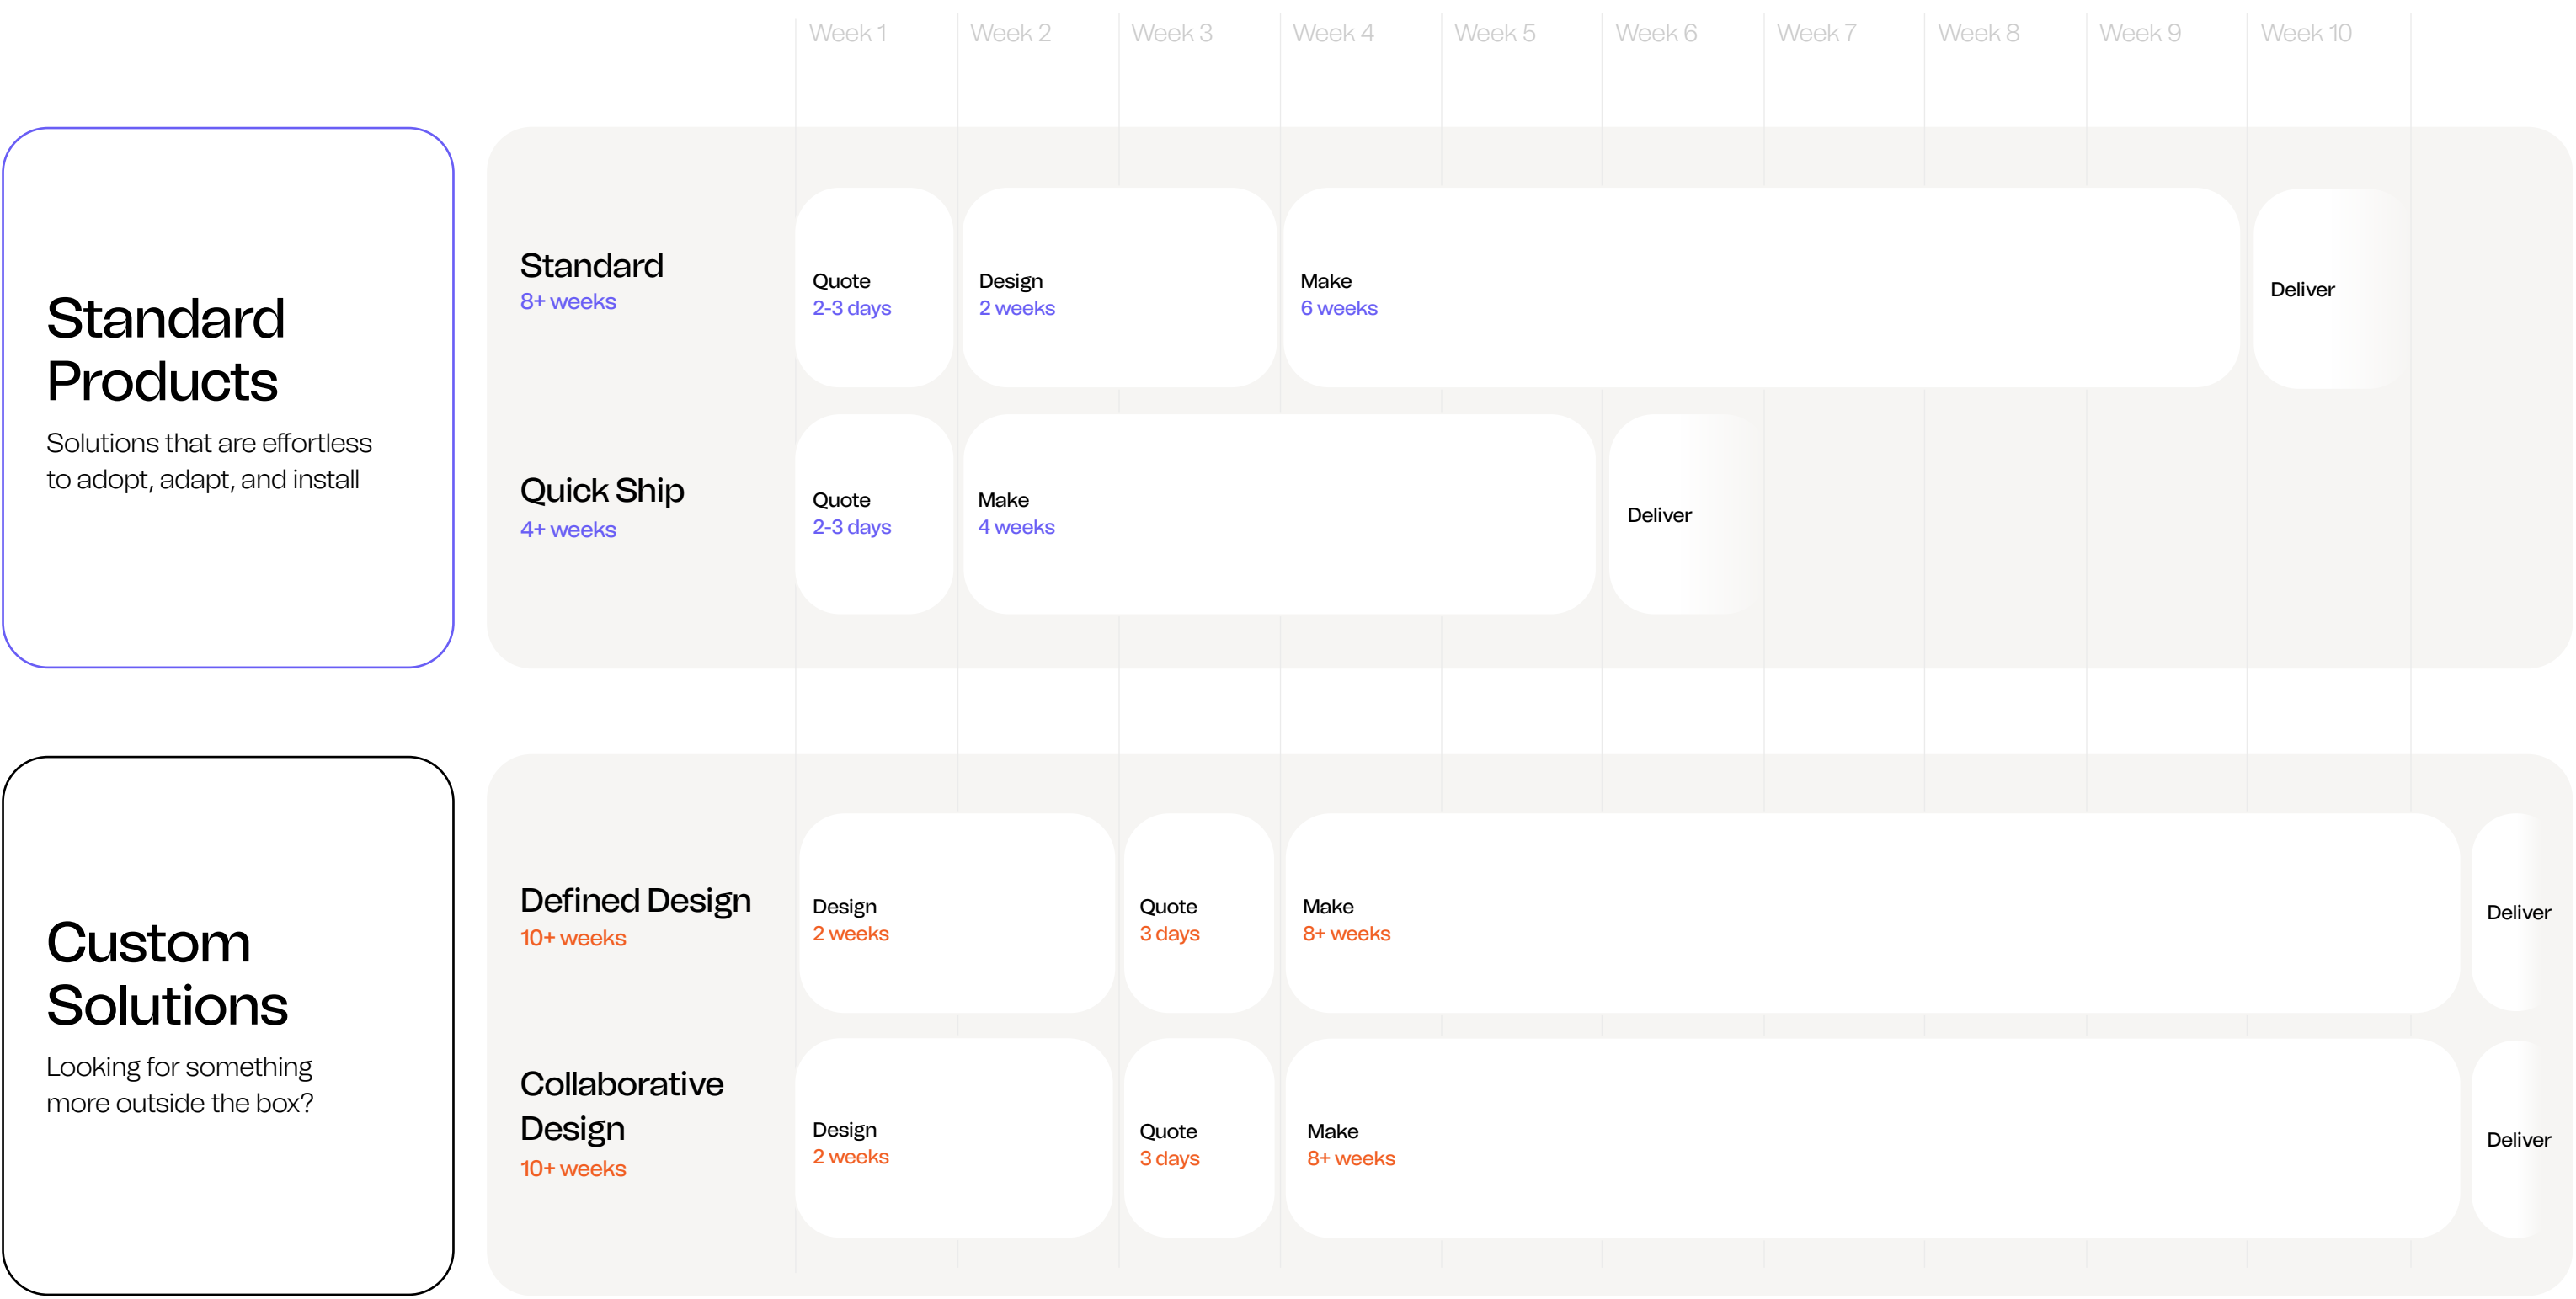 Week 1
Week 2
Week 3
Week 4
Week 5
Week 6
Week 7
Week 8
Week 9
Week 10
Standard
Products
Solutions that are effortless
to adopt, adapt, and install
Standard
8+ weeks
Quote
2-3 days
Design
2 weeks
Make
6 weeks
Deliver
Quick Ship
4+ weeks
Quote
2-3 days
Make
4 weeks
Deliver
Custom
Solutions
Looking for something
more outside the box?
Defined Design
10+ weeks
Design
2 weeks
Quote
3 days
Make
8+ weeks
Deliver
Collaborative
Design
10+ weeks
Design
2 weeks
Quote
3 days
Make
8+ weeks
Deliver